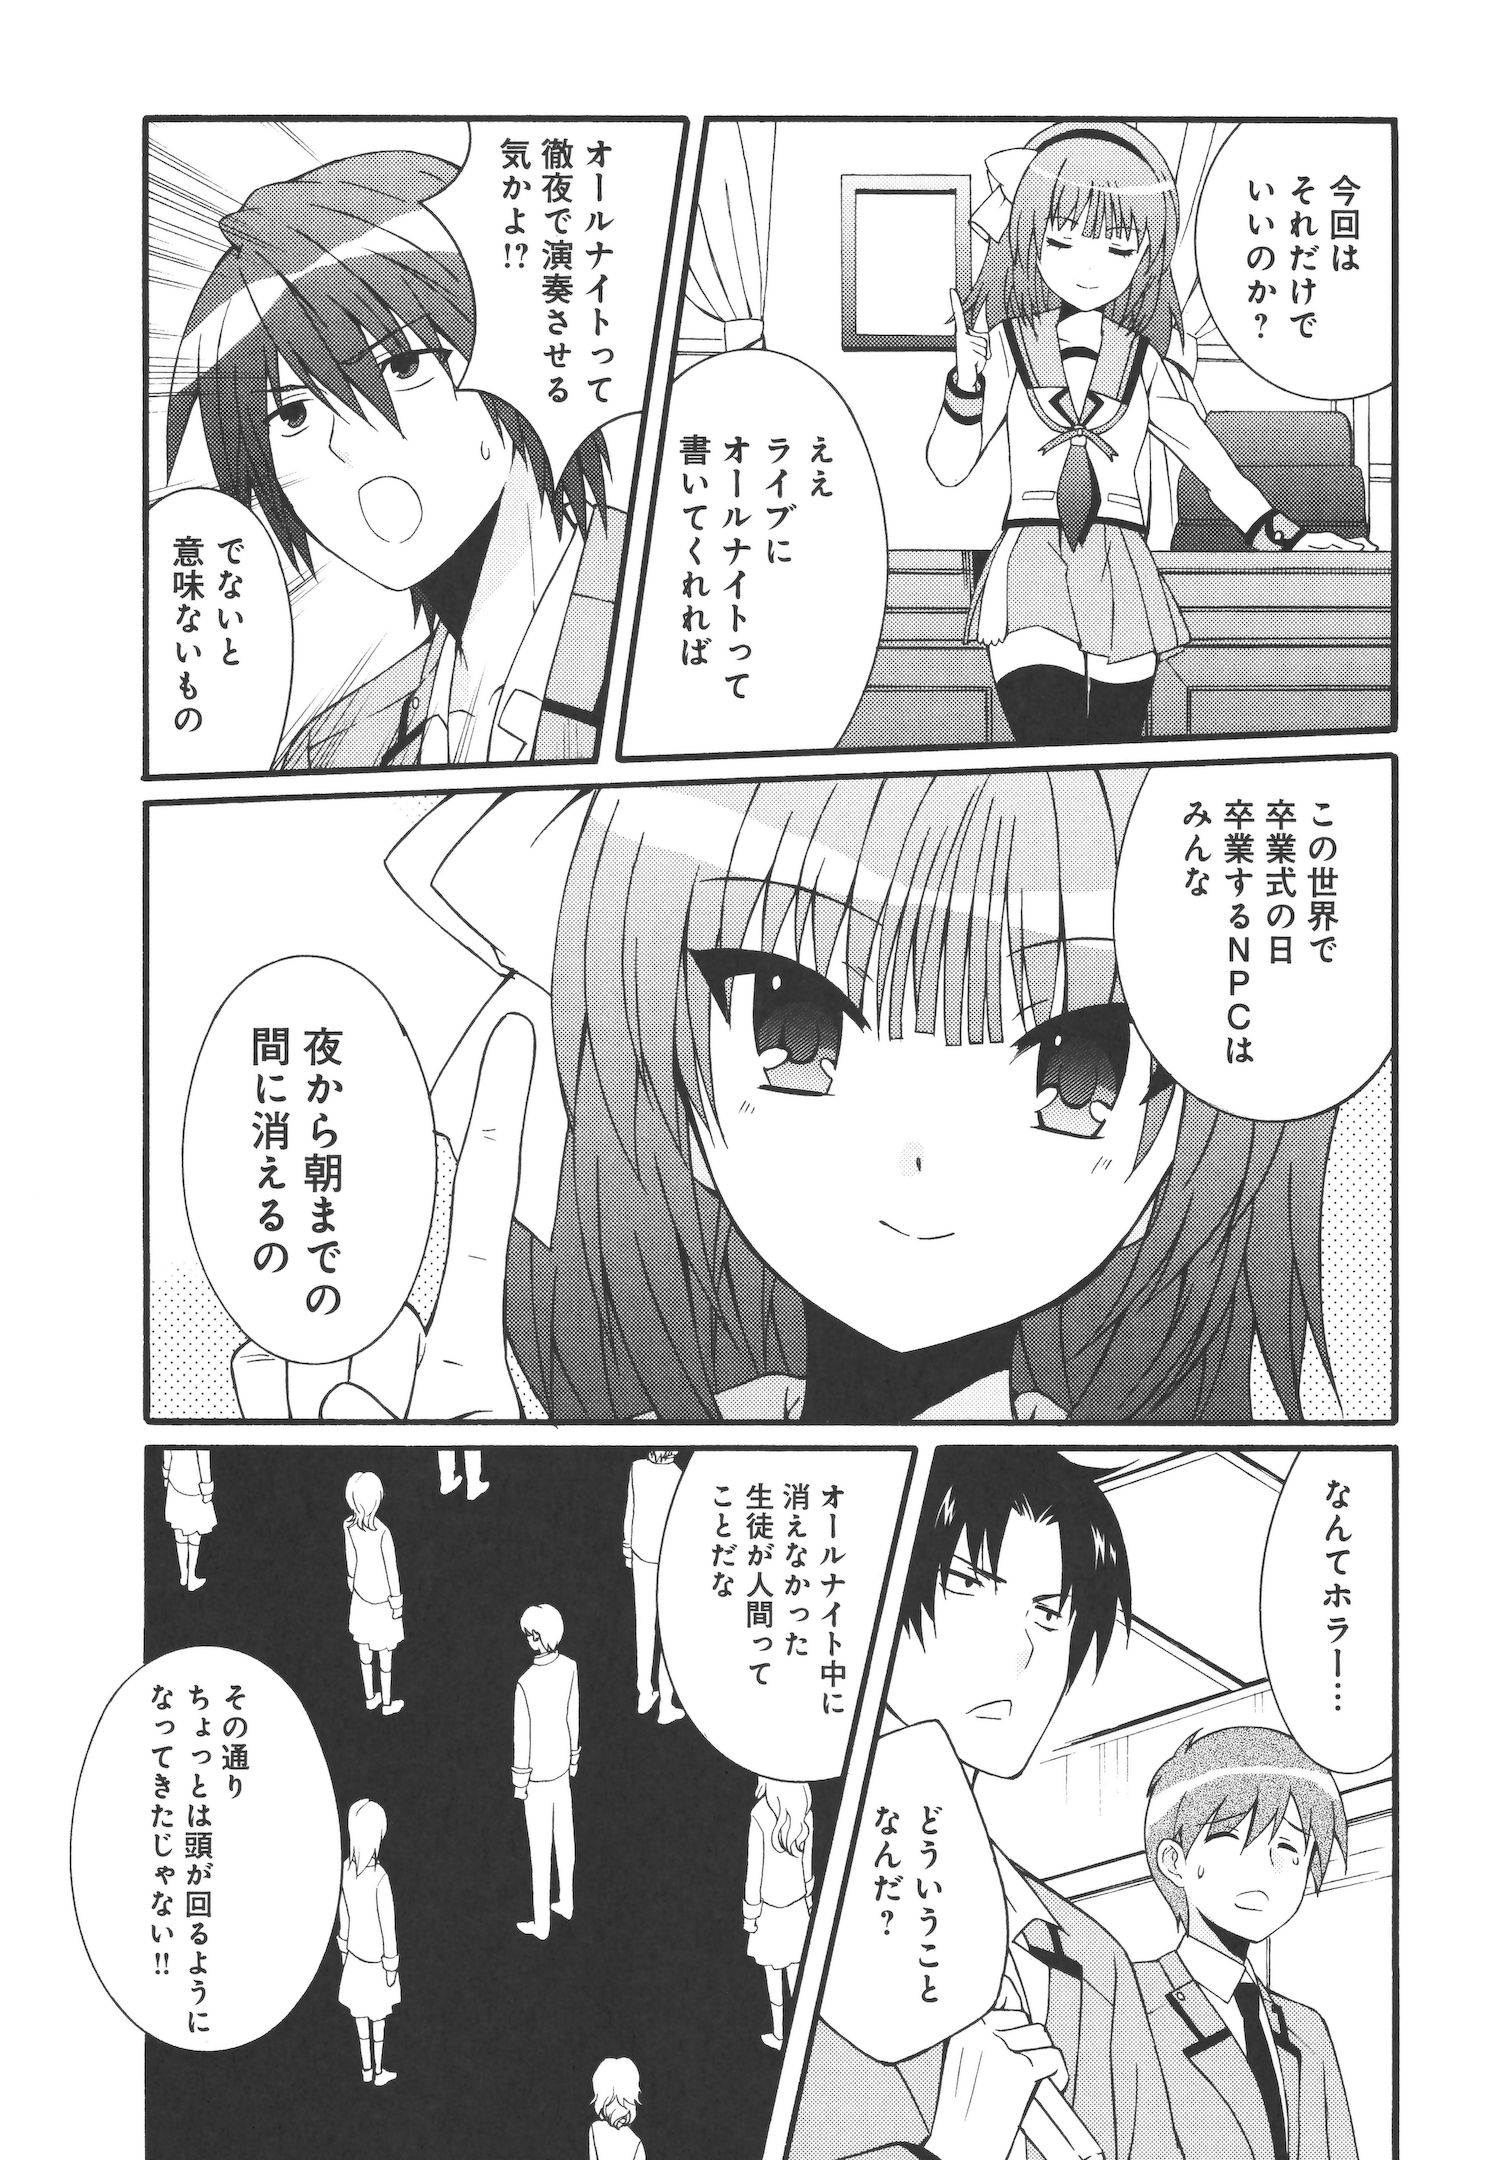 今回は
それだけで
いいのか？
ええ
ライブに
オールナイトって
書いてくれれば
オールナイトって
徹夜で演奏させる
気かよ!?
でないと
意味ないもの
この世界で
卒業式の日
卒業するNPCは
みんな
夜から朝までの
間に消えるの
なんてホラー…
どういうこと
なんだ？
オールナイト中に
消えなかった
生徒が人間って
ことだな
その通り
ちょっとは頭が回るように
なってきたじゃない!!